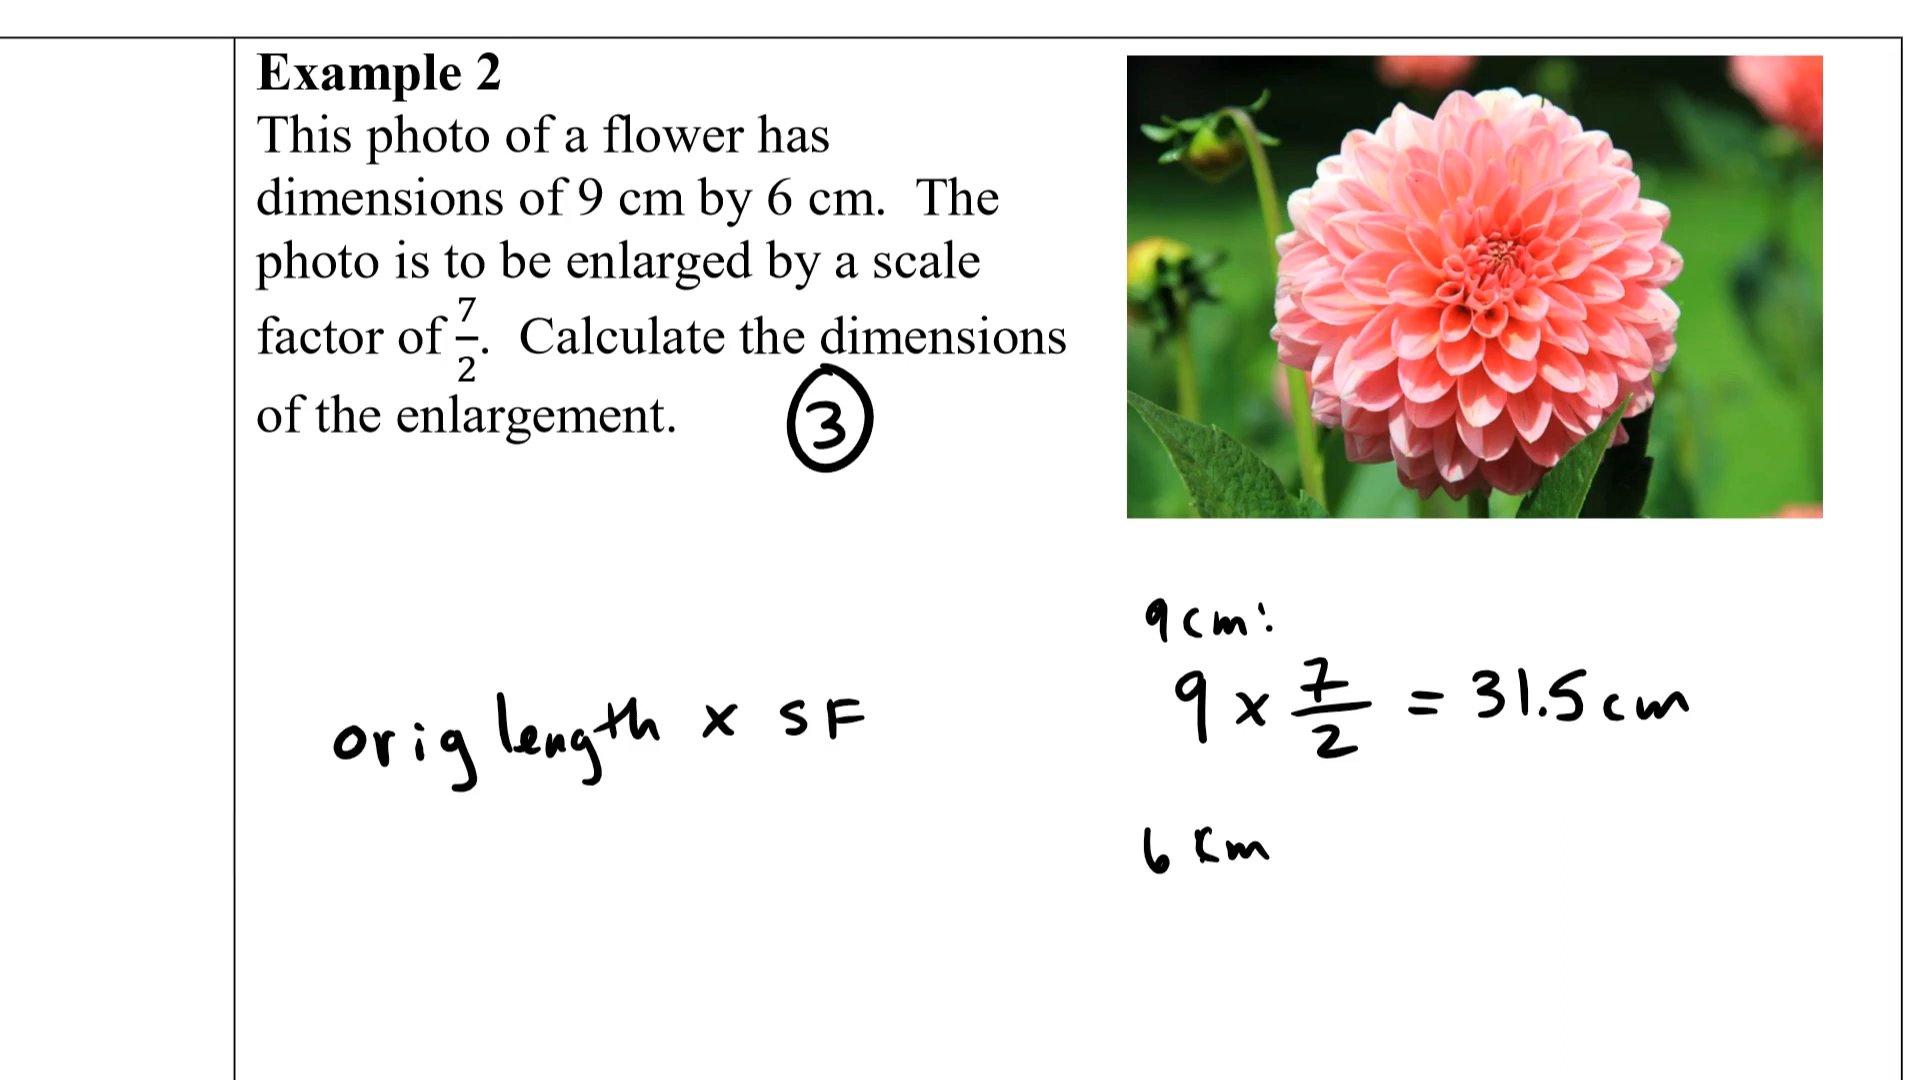 Example 2
This photo of a flower has
dimensions of 9 cm by 6 cm. The
photo is to be enlarged by a scale
factor of 7/2. Calculate the dimensions
of the enlargement. 3
9cm:
orig length x SF
9 x 7/2 = 31.5cm
6 cm